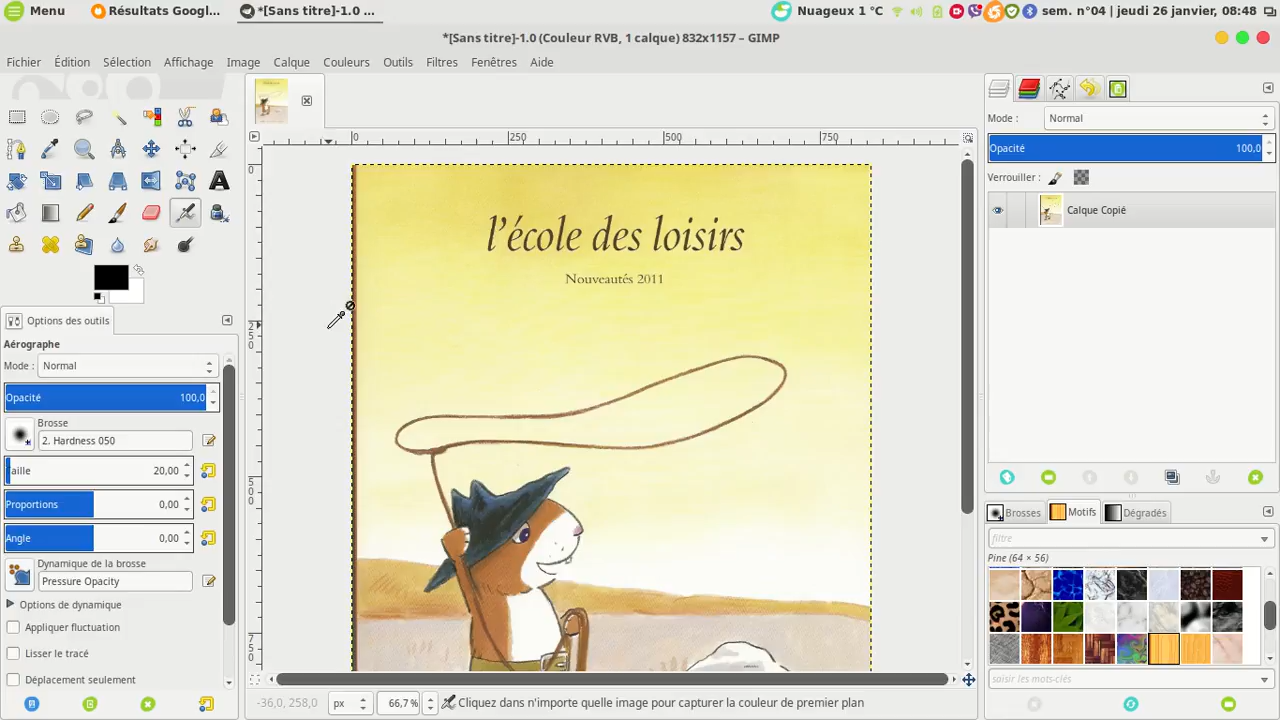 Menu
Résultats Googl...
*[Sans titre]-1.0 ...
Nuageux 1 °C
sem. n°04 | jeudi 26 janvier, 08:48
*[Sans titre]-1.0 (Couleur RVB, 1 calque) 832x1157 – GIMP
Fichier Édition Sélection Affichage Image Calque Couleurs Outils Filtres Fenêtres Aide
0 250 500 750
0
250
500
750
l'école des loisirs
Nouveautés 2011
Options des outils
Aérographe
Mode : Normal
Opacité 100,0
Brosse
2. Hardness 050
aille 20,00
Proportions 0,00
Angle 0,00
Dynamique de la brosse
Pressure Opacity
Options de dynamique
Appliquer fluctuation
Lisser le tracé
Déplacement seulement
-36,0, 258,0 px 66,7 % Cliquez dans n'importe quelle image pour capturer la couleur de premier plan
Mode : Normal
Opacité 100,0
Verrouiller :
Calque Copié
Brosses Motifs Dégradés
filtre
Pine (64 × 56)
saisir les mots-clés